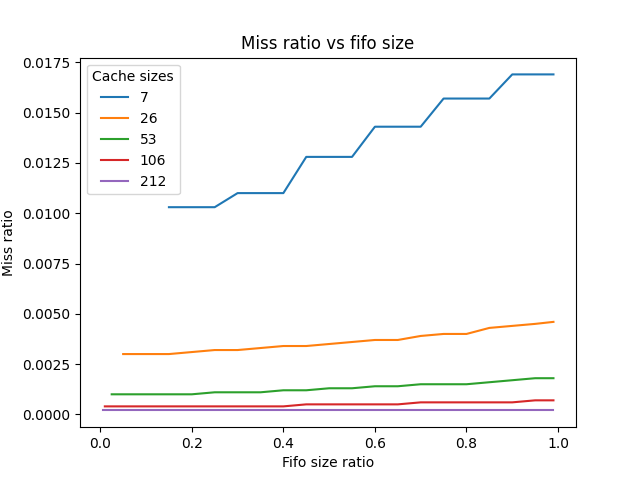 Miss ratio vs fifo size
Cache sizes
7
26
53
106
212
Miss ratio
0.0175
0.0150
0.0125
0.0100
0.0075
0.0050
0.0025
0.0000
0.0 0.2 0.4 0.6 0.8 1.0
Fifo size ratio